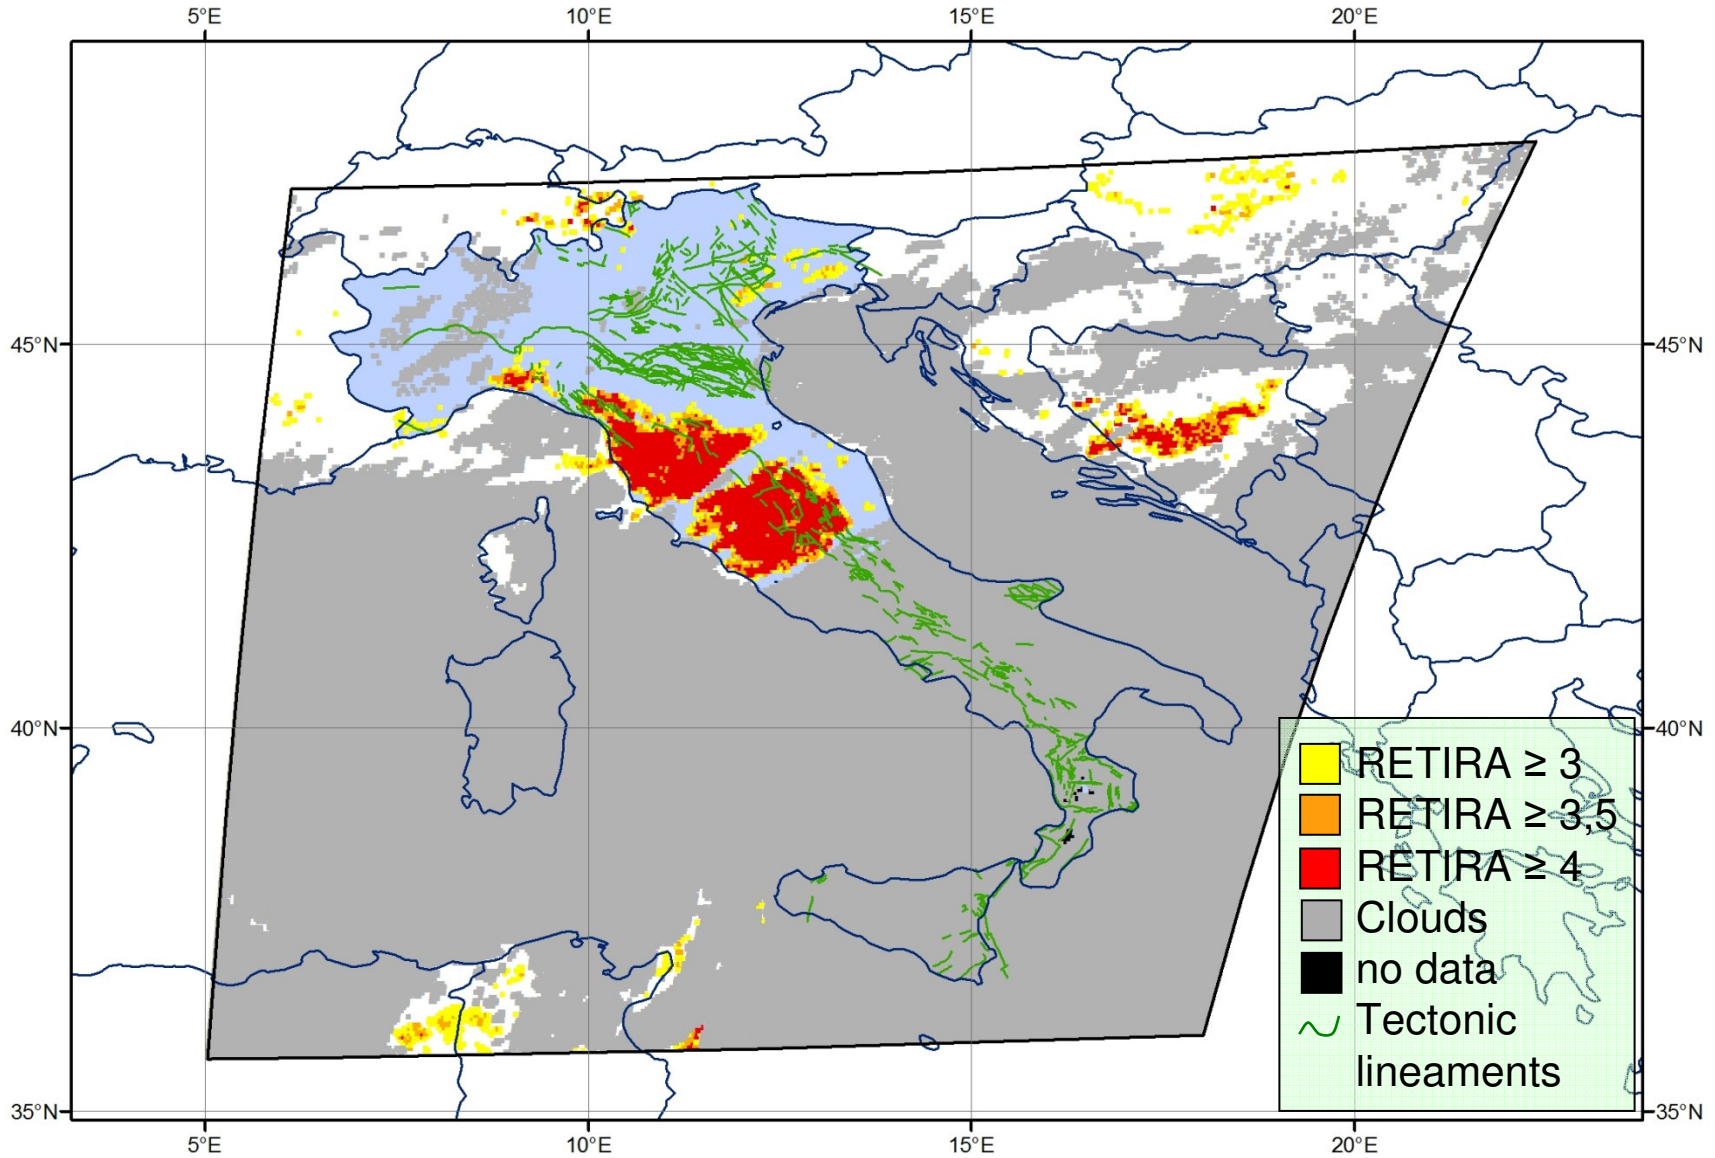 5°E 10°E 15°E 20°E
45°N 45°N
40°N 40°N
RETIRA ≥ 3
RETIRA ≥ 3,5
RETIRA ≥ 4
Clouds
no data
Tectonic
lineaments
35°N 35°N
5°E 10°E 15°E 20°E